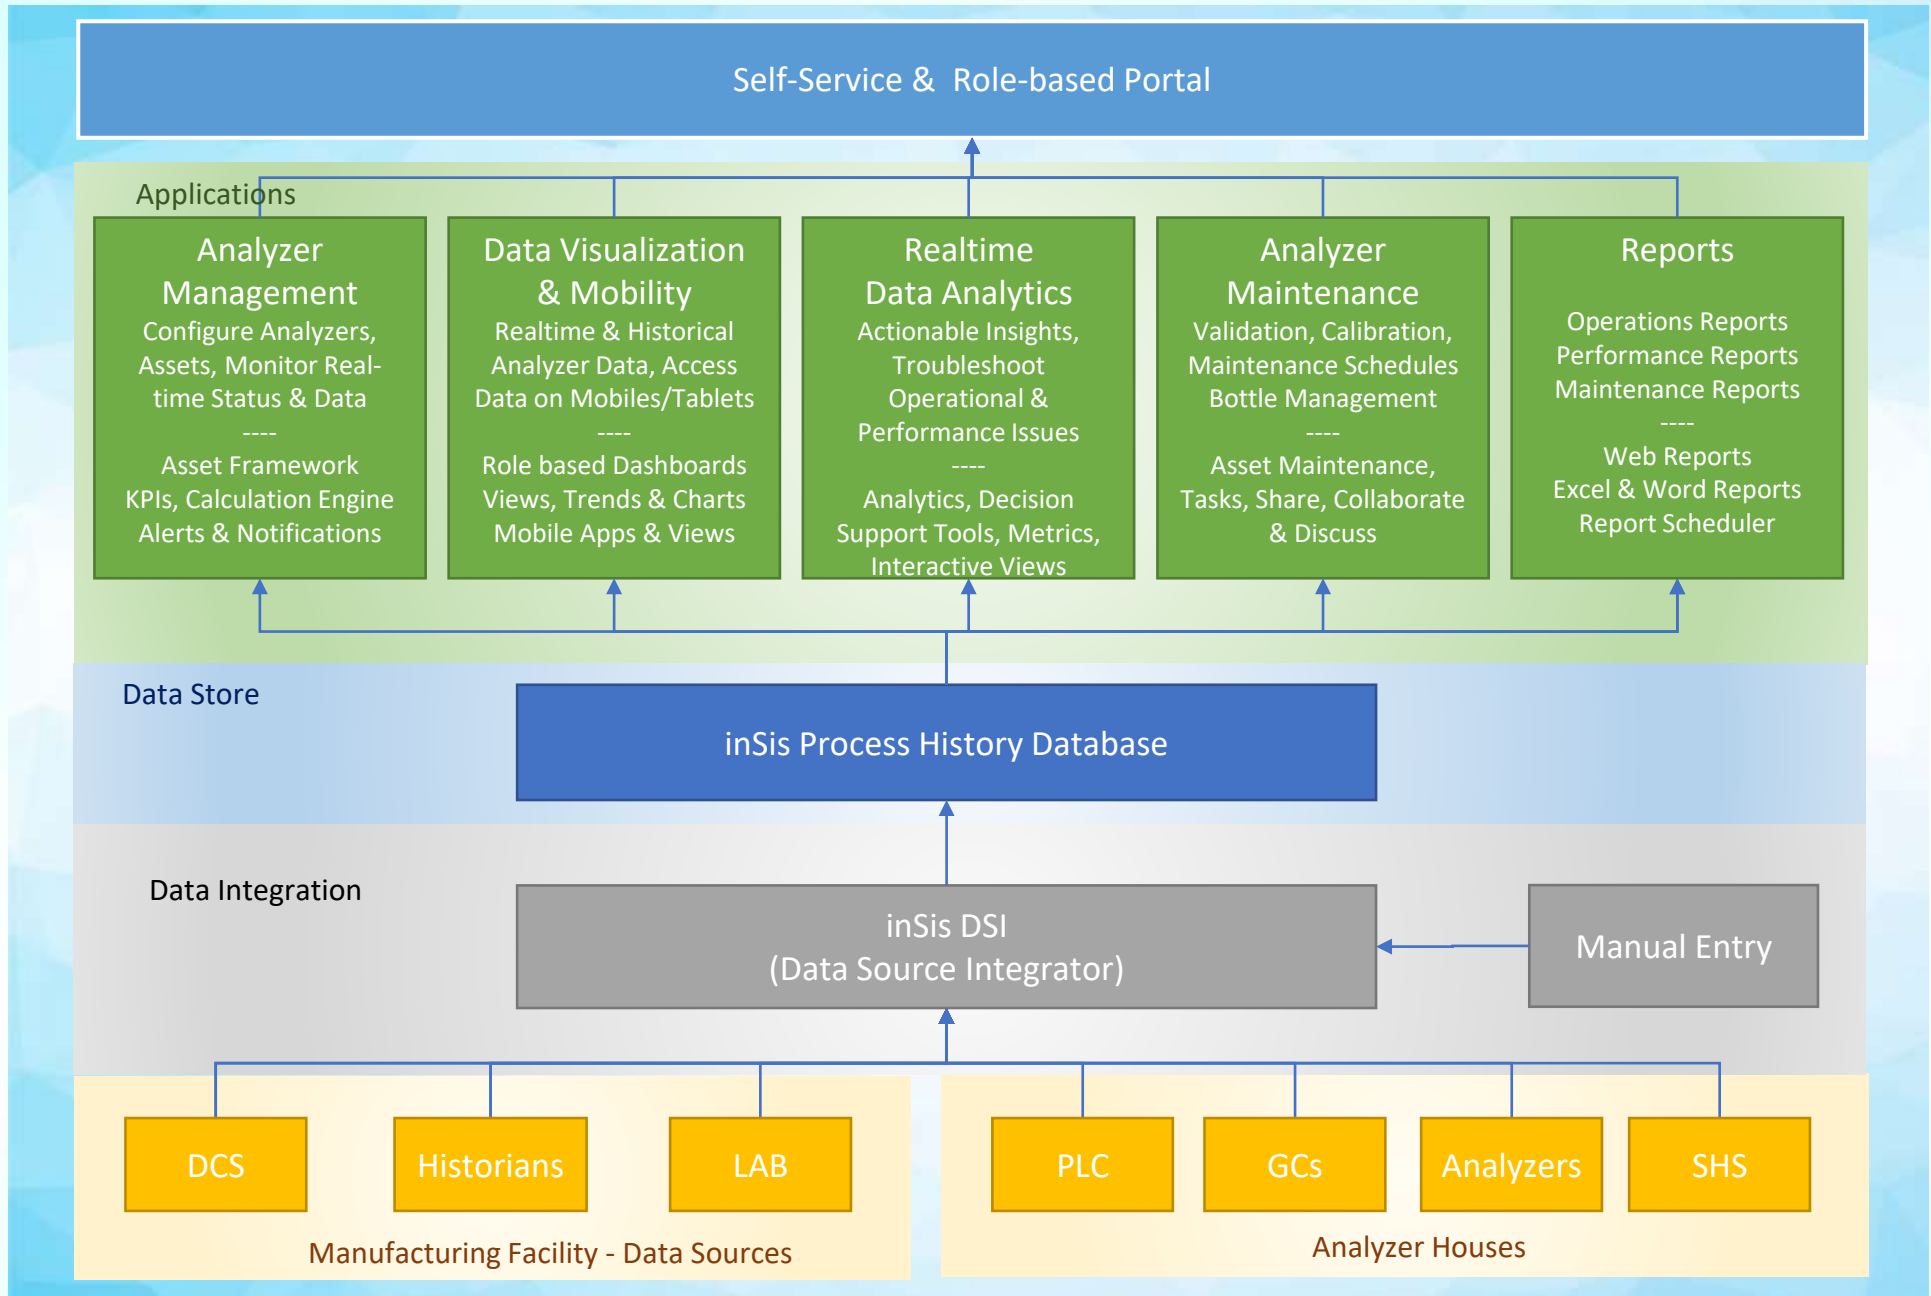 Self-Service & Role-based Portal
Applications
Analyzer
Management
Configure Analyzers,
Assets, Monitor Real-
time Status & Data
----
Asset Framework
KPIs, Calculation Engine
Alerts & Notifications
Data Visualization
& Mobility
Realtime & Historical
Analyzer Data, Access
Data on Mobiles/Tablets
----
Role based Dashboards
Views, Trends & Charts
Mobile Apps & Views
Realtime
Data Analytics
Actionable Insights,
Troubleshoot
Operational &
Performance Issues
----
Analytics, Decision
Support Tools, Metrics,
Interactive Views
Analyzer
Maintenance
Validation, Calibration,
Maintenance Schedules
Bottle Management
----
Asset Maintenance,
Tasks, Share, Collaborate
& Discuss
Reports
Operations Reports
Performance Reports
Maintenance Reports
----
Web Reports
Excel & Word Reports
Report Scheduler
Data Store
inSis Process History Database
Data Integration
inSis DSI
(Data Source Integrator)
Manual Entry
DCS
Historians
LAB
Manufacturing Facility - Data Sources
PLC
GCs
Analyzers
SHS
Analyzer Houses